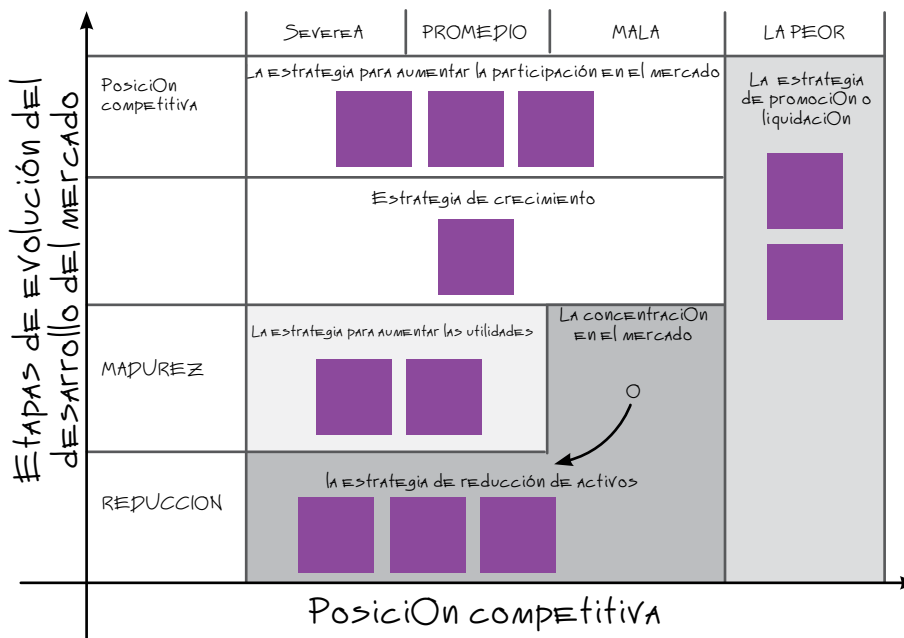 SevereA
PROMEDIO
MALA
LA PEOR
Etapas de evolución del
desarrollo del mercado
PosiciOn
competitiva
La estrategia para aumentar la participación en el mercado
La estrategia
de promociOn o
liquidaciOn
Estrategia de crecimiento
La estrategia para aumentar las utilidades
La concentraciOn
en el mercado
MADUREZ
O
la estrategia de reducción de activos
REDUCCION
PosiciOn competitiva